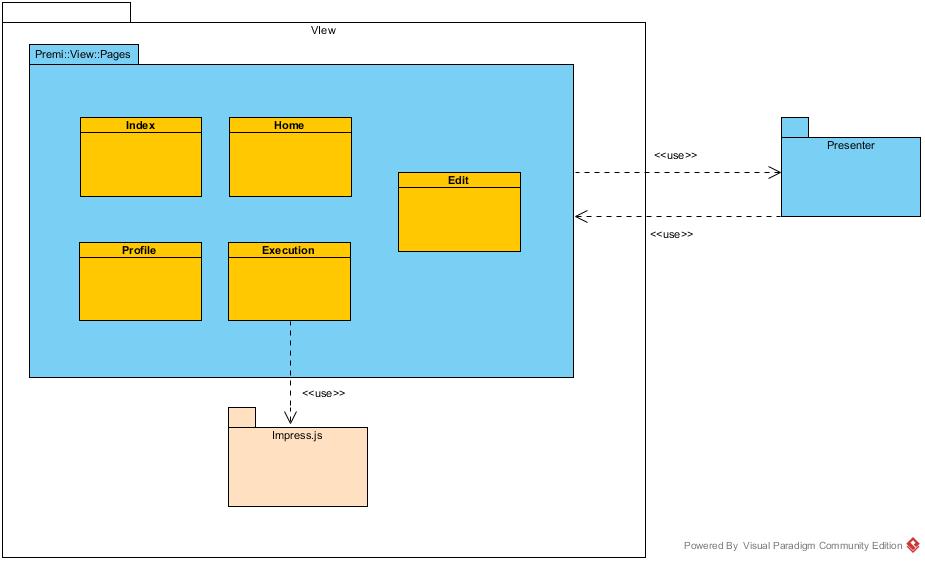 VIew
Premi::View::Pages
Index
Home
Edit
Profile
Execution
<<use>>
Presenter
<<use>>
<<use>>
Impress.js
Powered By Visual Paradigm Community Edition